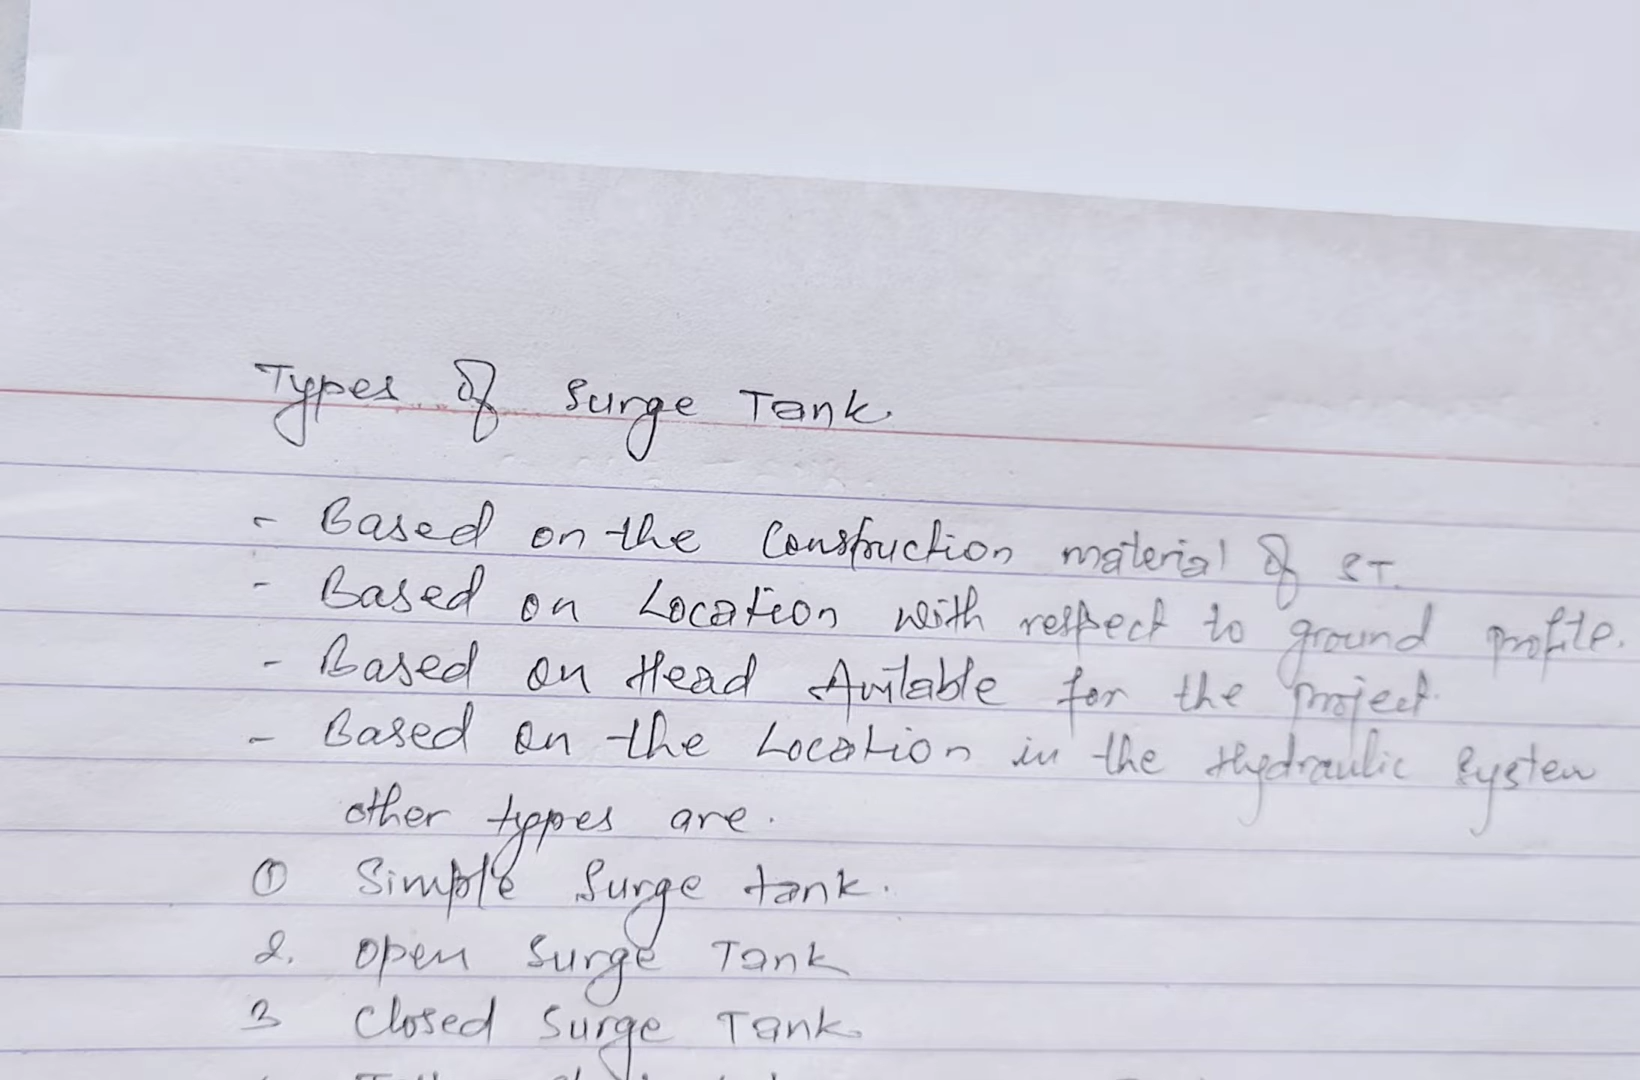 Types of Surge Tank.
- Based on the Construction material of ST.
- Based on Location with respect to ground profile.
- Based on Head Avilable for the project.
- Based on the Location in the Hydraulic System
other types are.
① Simple Surge tank.
2. open Surge Tank
3 Closed Surge Tank.